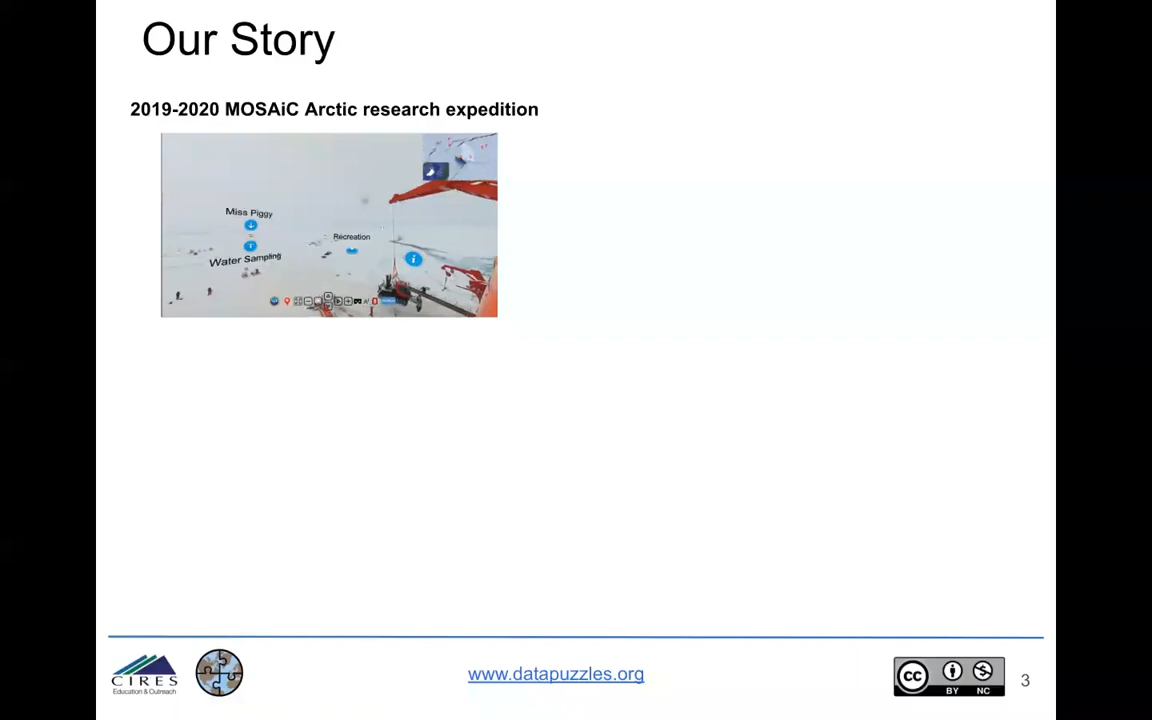 Our Story
2019-2020 MOSAiC Arctic research expedition
Miss Piggy
Recreation
Water Sampling
i
CIRES
Education & Outreach
www.datapuzzles.org
cc
BY NC
3